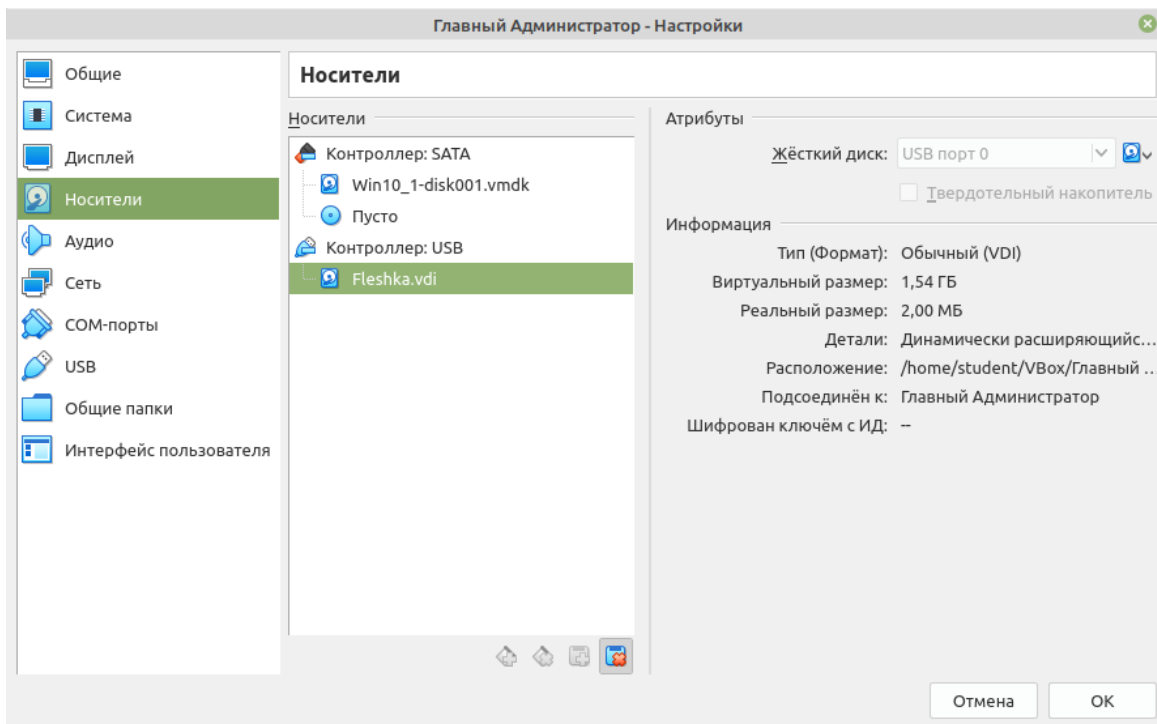 Главный Администратор - Настройки
Общие
Система
Дисплей
Носители
Аудио
Сеть
COM-порты
USB
Общие папки
Интерфейс пользователя
Носители
Носители
Контроллер: SATA
Win10_1-disk001.vmdk
Пусто
Контроллер: USB
Fleshka.vdi
Атрибуты
Жёсткий диск: USB порт 0
Твердотельный накопитель
Информация
Тип (Формат): Обычный (VDI)
Виртуальный размер: 1,54 ГБ
Реальный размер: 2,00 МБ
Детали: Динамически расширяющийс...
Расположение: /home/student/VBox/Главный ...
Подсоединён к: Главный Администратор
Шифрован ключём с ИД: --
Отмена
OK